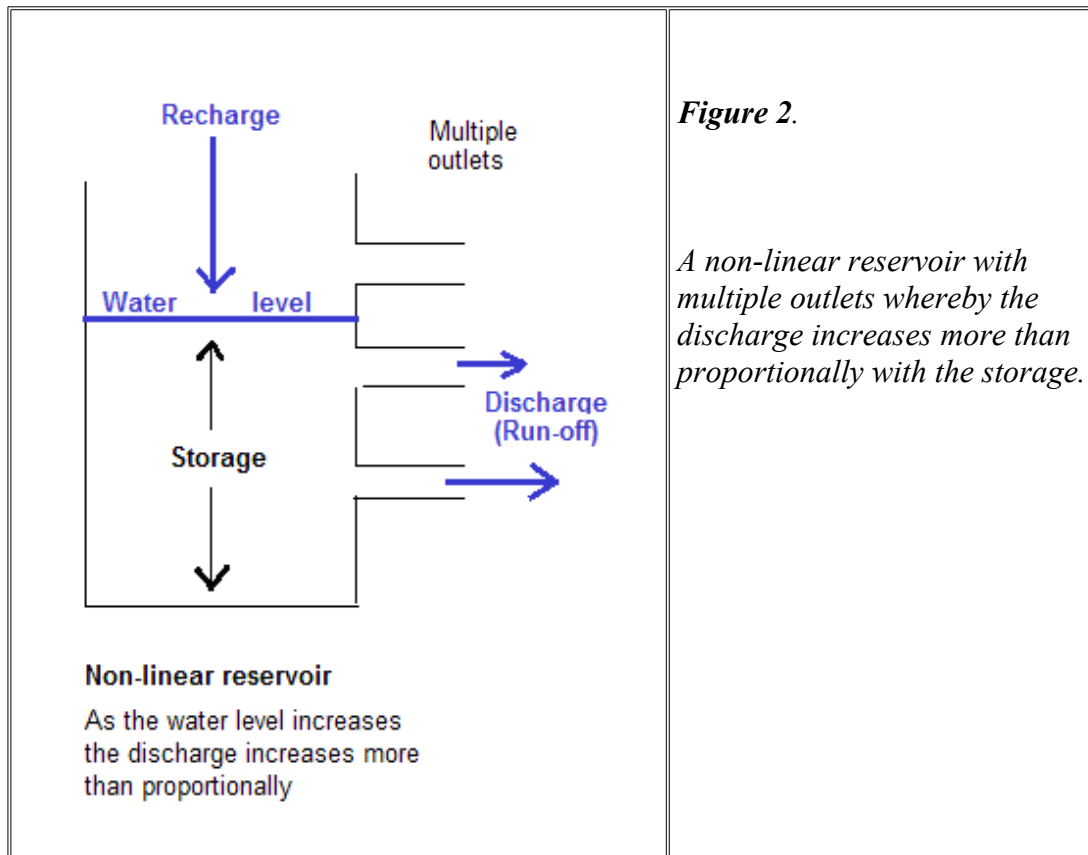 Recharge
Multiple
outlets
Water level
Discharge
(Run-off)
Storage
Non-linear reservoir
As the water level increases
the discharge increases more
than proportionally
Figure 2.
A non-linear reservoir with
multiple outlets whereby the
discharge increases more than
proportionally with the storage.